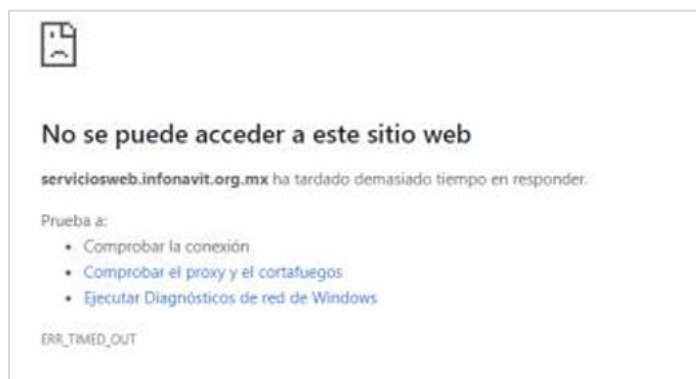 No se puede acceder a este sitio web
serviciosweb.infonavit.org.mx ha tardado demasiado tiempo en responder.
Prueba a:
• Comprobar la conexión
• Comprobar el proxy y el cortafuegos
• Ejecutar Diagnósticos de red de Windows
ERR_TIMED_OUT